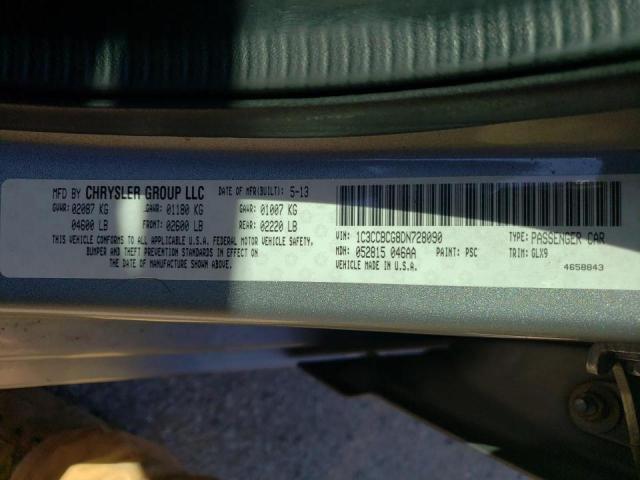 MFD BY CHRYSLER GROUP LLC DATE OF MFR(BUILT): 5-13
GVWR: 02087 KG GAWR: 01180 KG GAWR: 01007 KG
04600 LB FRONT: 02600 LB REAR: 02220 LB
THIS VEHICLE CONFORMS TO ALL APPLICABLE U.S.A. FEDERAL MOTOR VEHICLE SAFETY,
BUMPER AND THEFT PREVENTION STANDARDS IN EFFECT
ON THE DATE OF MANUFACTURE SHOWN ABOVE.
VIN: 1C3CCBCG8DN728090 TYPE: PASSENGER CAR
MDH: 052815 046AA PAINT: PSC TRIM: GLX9
VEHICLE MADE IN U.S.A. 4658843